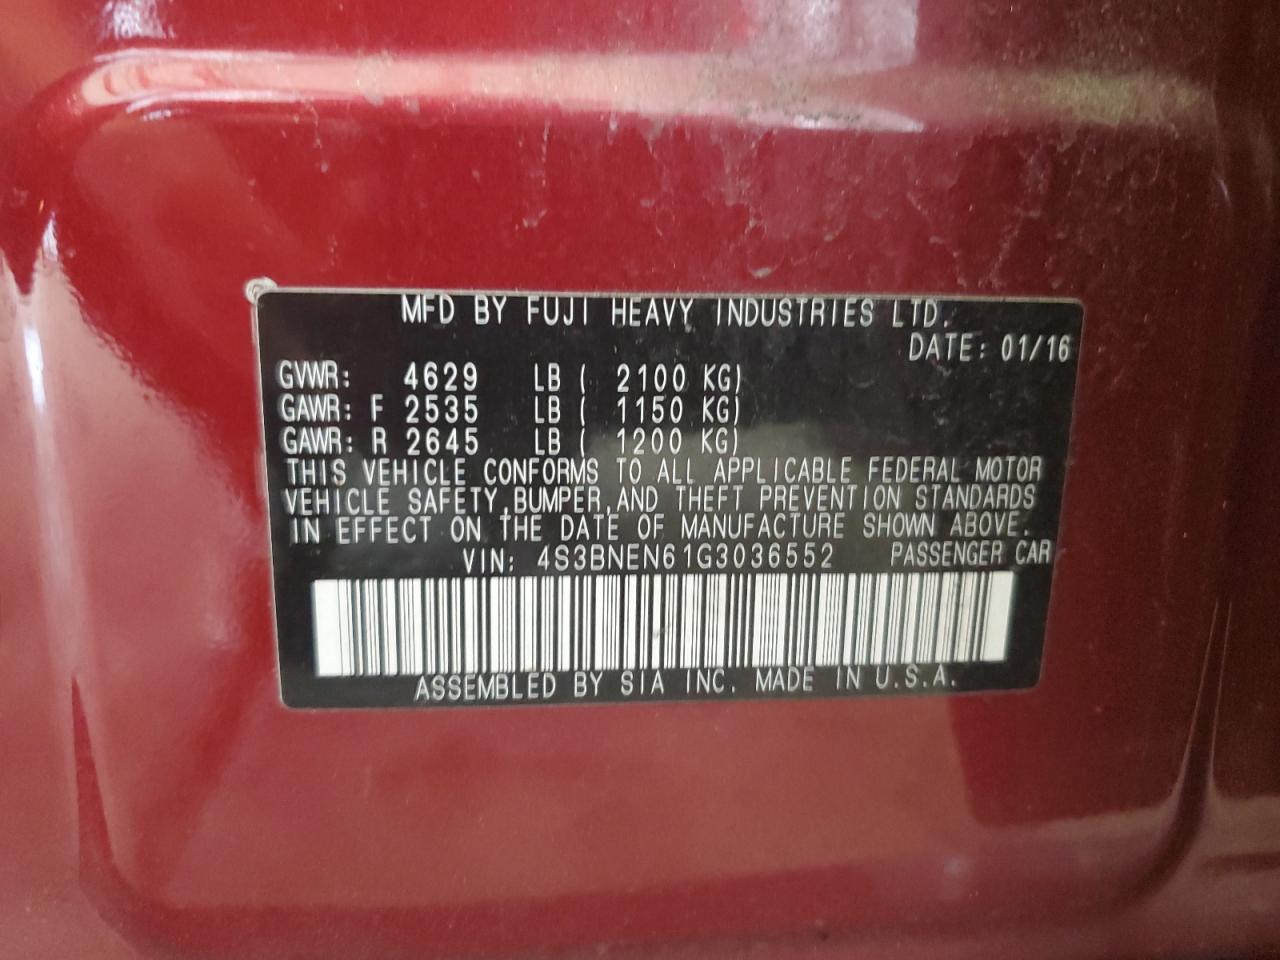 MFD BY FUJI HEAVY INDUSTRIES LTD.
DATE: 01/16
GVWR: 4629 LB ( 2100 KG)
GAWR: F 2535 LB ( 1150 KG)
GAWR: R 2645 LB ( 1200 KG)
THIS VEHICLE CONFORMS TO ALL APPLICABLE FEDERAL MOTOR
VEHICLE SAFETY,BUMPER,AND THEFT PREVENTION STANDARDS
IN EFFECT ON THE DATE OF MANUFACTURE SHOWN ABOVE.
VIN: 4S3BNEN61G3036552 PASSENGER CAR
ASSEMBLED BY SIA INC. MADE IN U.S.A.